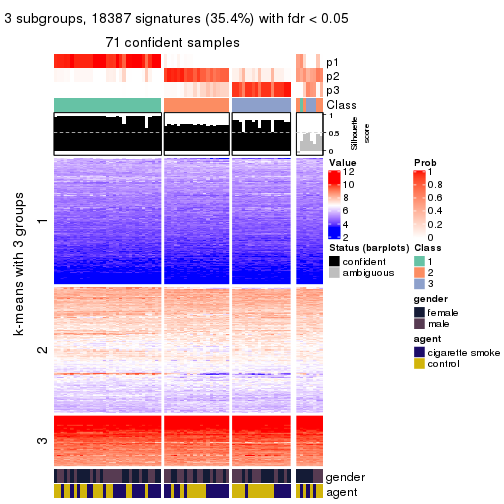 3 subgroups, 18387 signatures (35.4%) with fdr < 0.05
71 confident samples
p1
p2
p3
Class
1
0.5
0
Silhouette
score
k-means with 3 groups
1
2
3
gender
agent
Value
12
10
8
6
4
2
Prob
1
0.8
0.6
0.4
0.2
0
Status (barplots)
confident
ambiguous
Class
1
2
3
gender
female
male
agent
cigarette smoke
control